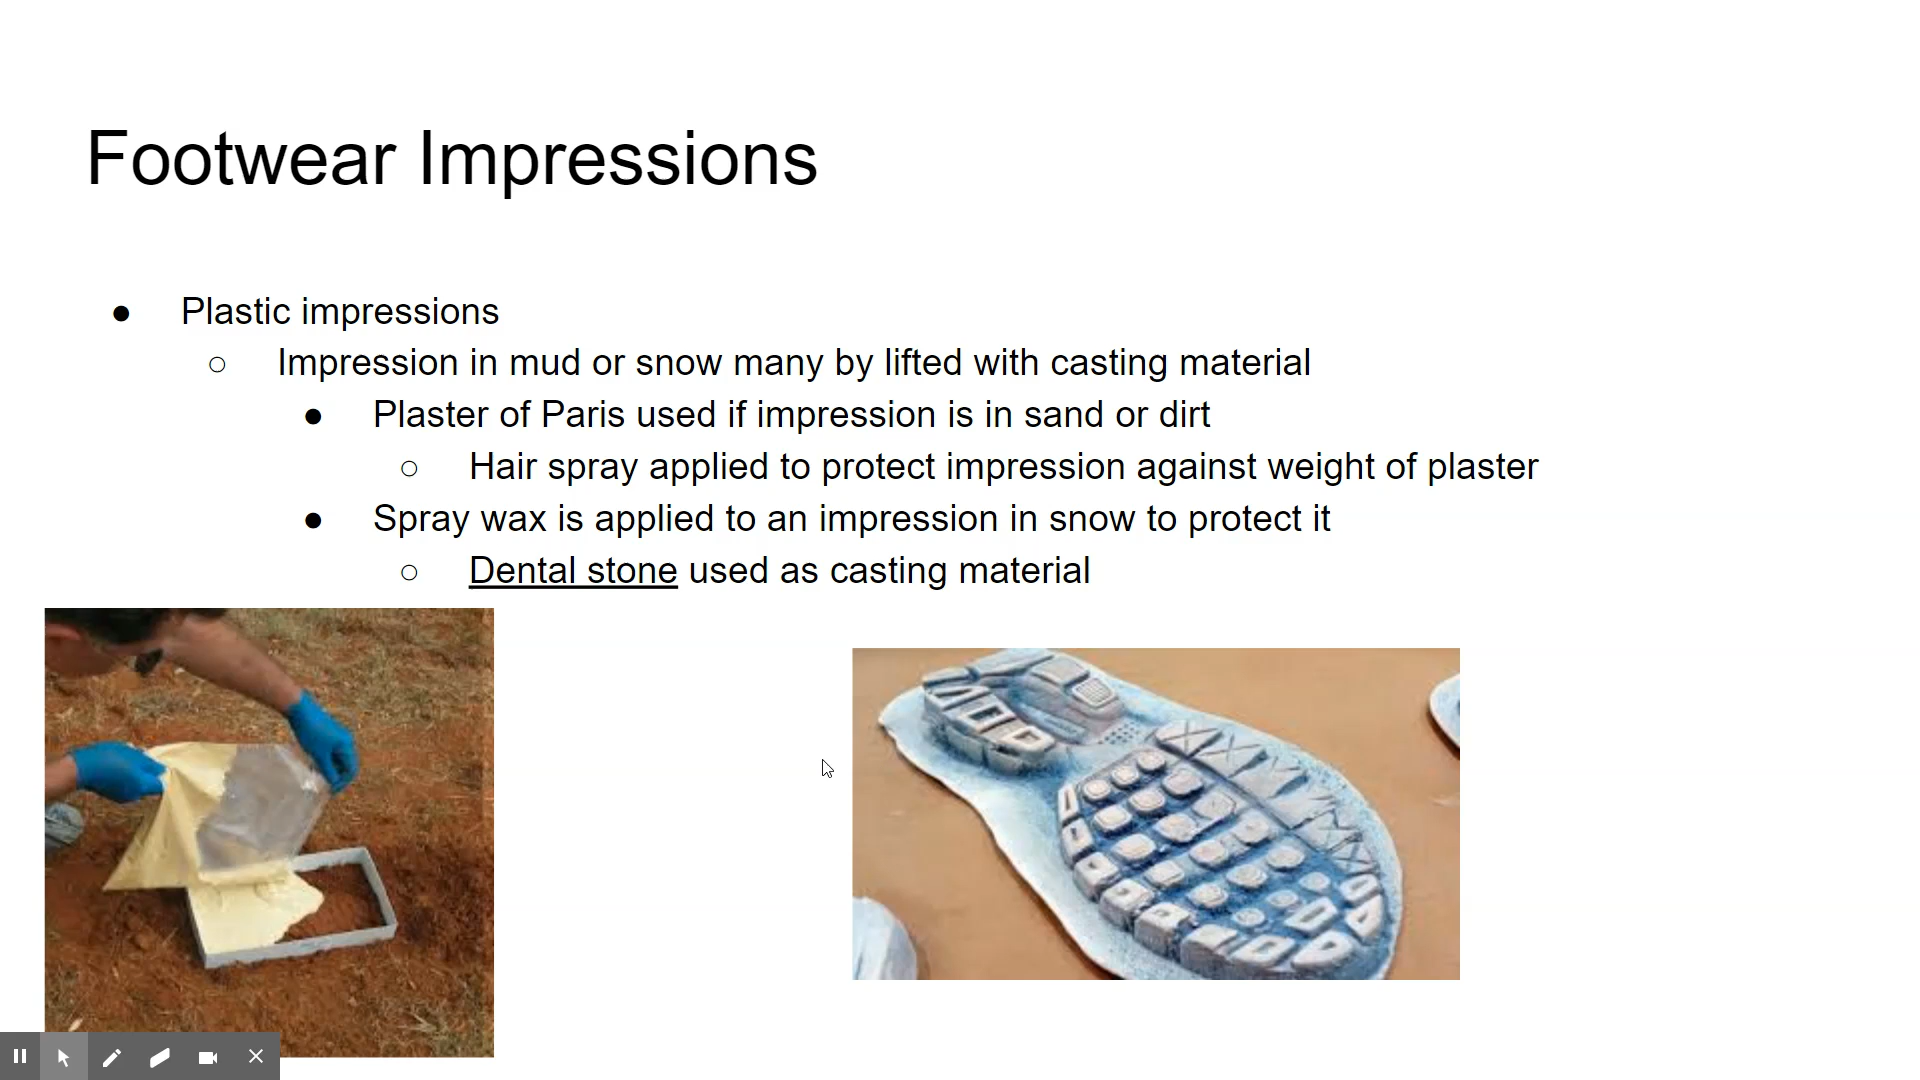 Footwear Impressions
● Plastic impressions
○ Impression in mud or snow many by lifted with casting material
● Plaster of Paris used if impression is in sand or dirt
○ Hair spray applied to protect impression against weight of plaster
● Spray wax is applied to an impression in snow to protect it
○ Dental stone used as casting material